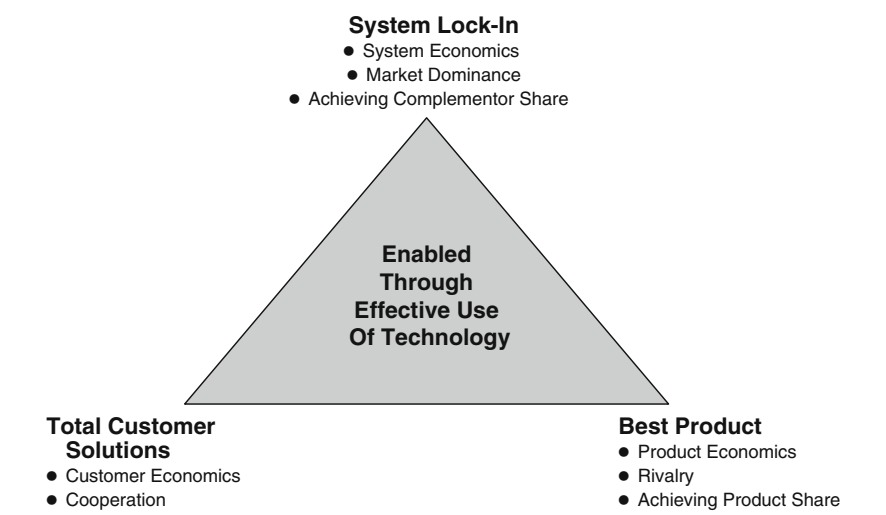 System Lock-In
● System Economics
● Market Dominance
● Achieving Complementor Share
Enabled
Through
Effective Use
Of Technology
Total Customer
Solutions
● Customer Economics
● Cooperation
Best Product
● Product Economics
● Rivalry
● Achieving Product Share